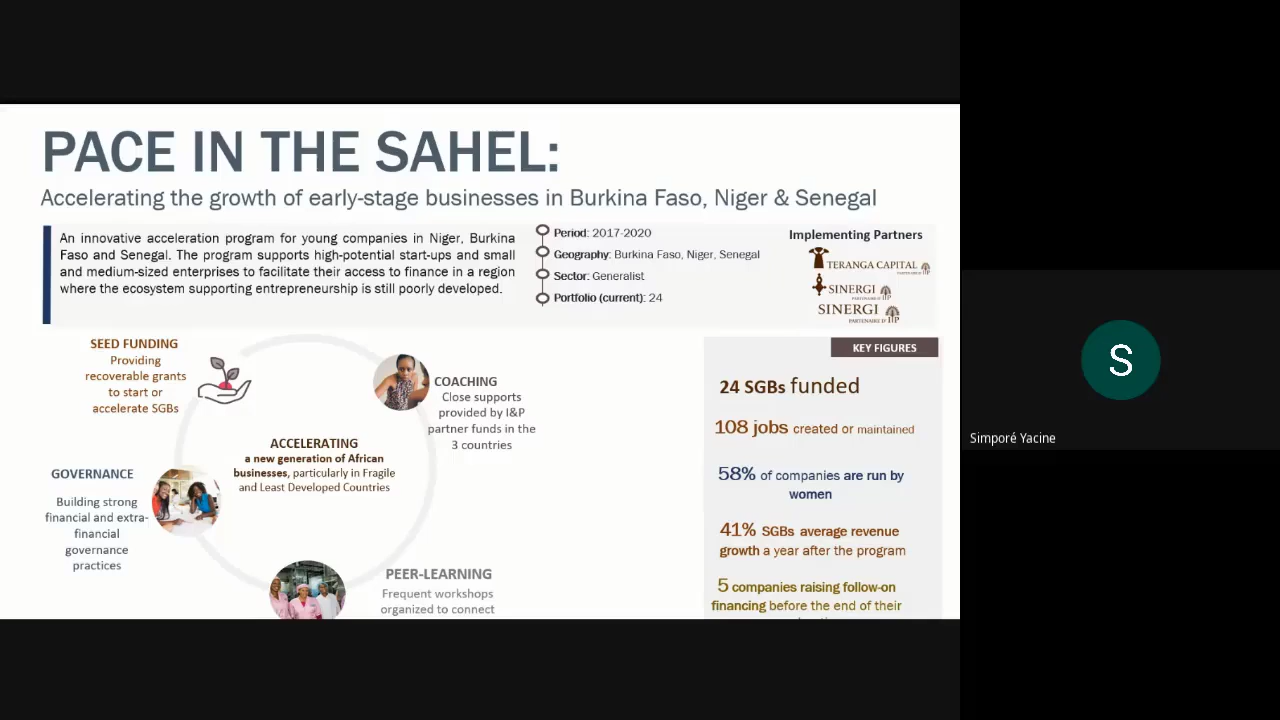 PACE IN THE SAHEL:
Accelerating the growth of early-stage businesses in Burkina Faso, Niger & Senegal
An innovative acceleration program for young companies in Niger, Burkina
Faso and Senegal. The program supports high-potential start-ups and small
and medium-sized enterprises to facilitate their access to finance in a region
where the ecosystem supporting entrepreneurship is still poorly developed.
Period: 2017-2020
Geography: Burkina Faso, Niger, Senegal
Sector: Generalist
Portfolio (current): 24
Implementing Partners
TERANGA CAPITAL
SINERGI
PARTENAIRE D'I&P
SINERGI
PARTENAIRE D'I&P
SEED FUNDING
Providing
recoverable grants
to start or
accelerate SGBs
COACHING
Close supports
provided by I&P
partner funds in the
3 countries
ACCELERATING
a new generation of African
businesses, particularly in Fragile
and Least Developed Countries
GOVERNANCE
Building strong
financial and extra-
financial
governance
practices
PEER-LEARNING
Frequent workshops
organized to connect
KEY FIGURES
24 SGBs funded
108 jobs created or maintained
58% of companies are run by
women
41% SGBs average revenue
growth a year after the program
5 companies raising follow-on
financing before the end of their
S
Simporé Yacine